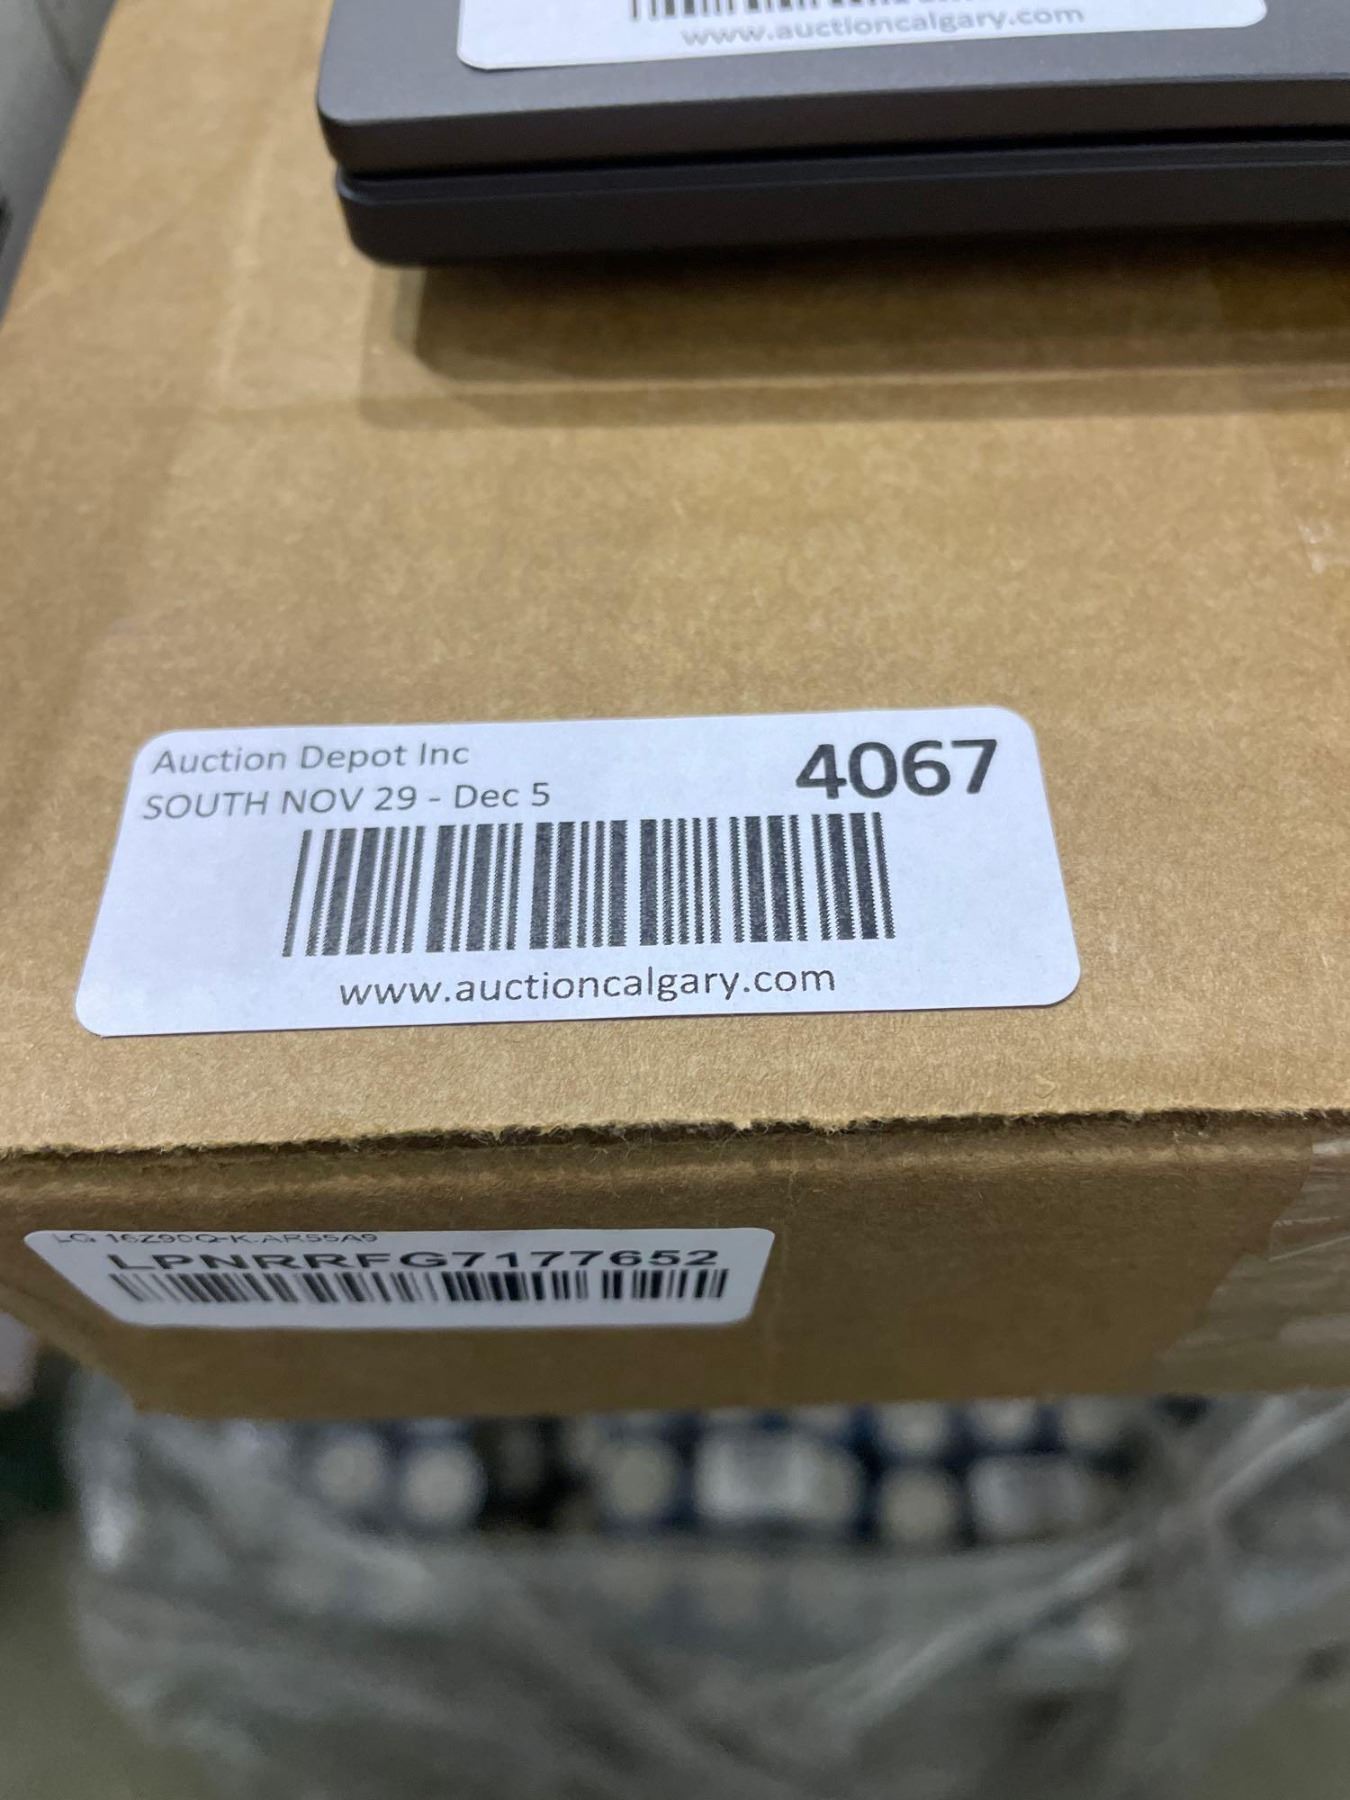 www.auctioncalgary.com
Auction Depot Inc
4067
SOUTH NOV 29 - Dec 5
www.auctioncalgary.com
LG 16Z90Q-K.AR55A9
LPNRRFG7177652